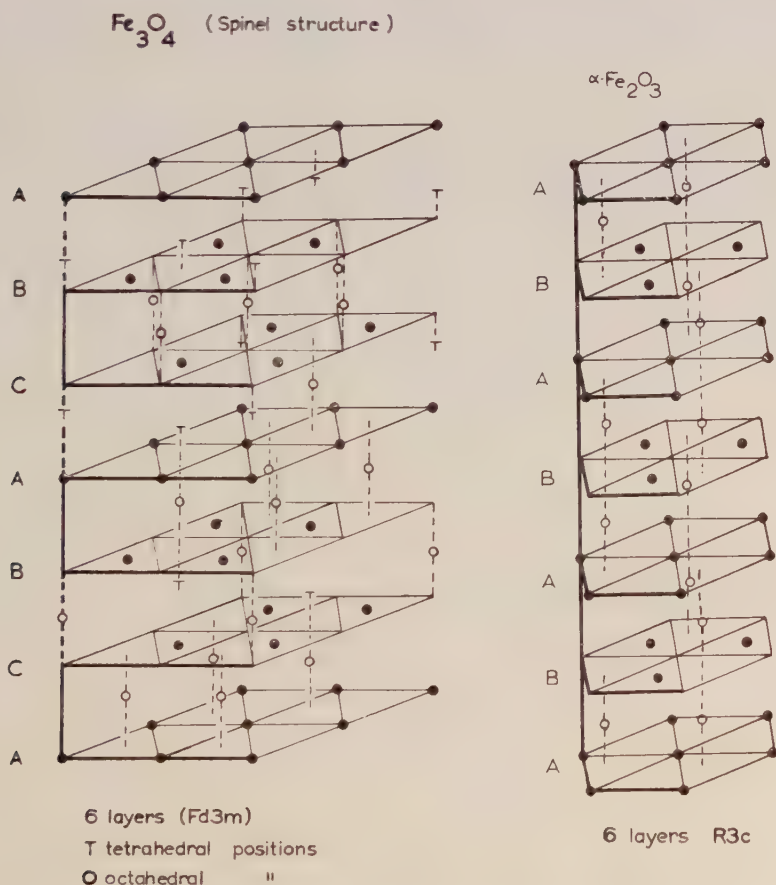 Fe3O4 (Spinel structure)
α-Fe2O3
A
B
C
A
B
C
A
A
B
A
B
A
B
A
6 layers (Fd3m)
T tetrahedral positions
O octahedral "
6 layers R3c